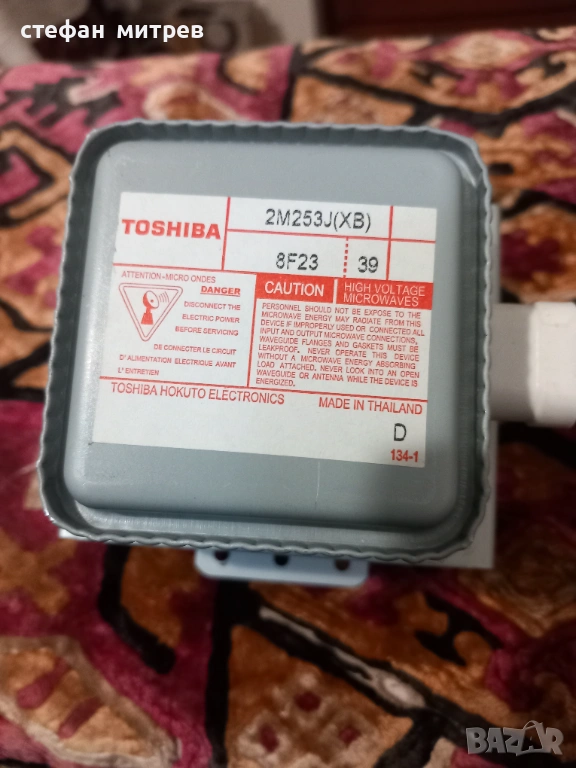 стефан митрев
TOSHIBA
2M253J(XB)
8F23 39
ATTENTION-MICRO ONDES
DANGER
DISCONNECT THE
ELECTRIC POWER
BEFORE SERVICING
DE CONNECTER LE CIRCUIT
D'ALIMENTATION ELECTRIQUE AVANT
L' ENTRETIEN
CAUTION
HIGH VOLTAGE
MICROWAVES
PERSONNEL SHOULD NOT BE EXPOSE TO THE
MICROWAVE ENERGY MAY RADIATE FROM THIS
DEVICE IF IMPROPERLY USED OR CONNECTED ALL
INPUT AND OUTPUT MICROWAVE CONNECTIONS,
WAVEGUIDE FLANGES AND GASKETS MUST BE
LEAKPROOF. NEVER OPERATE THIS DEVICE
WITHOUT A MICROWAVE ENERGY ABSORBING
LOAD ATTACHED. NEVER LOOK INTO AN OPEN
WAVEGUIDE OR ANTENNA WHILE THE DEVICE IS
ENERGIZED.
TOSHIBA HOKUTO ELECTRONICS MADE IN THAILAND
D
134-1
BAZAR